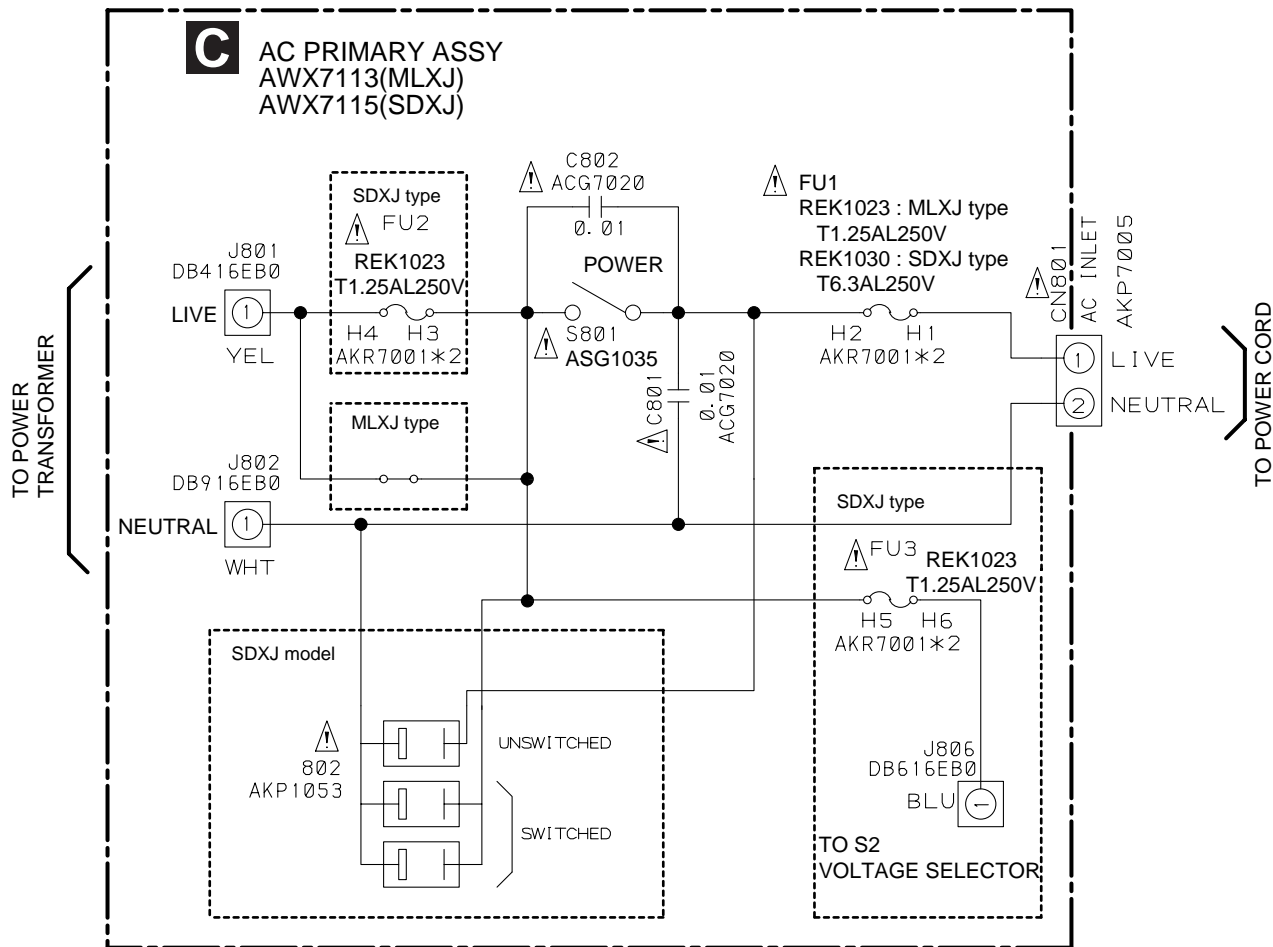 C
AC PRIMARY ASSY
AWX7113(MLXJ)
AWX7115(SDXJ)
C802
ACG7020
0.01
SDXJ type
FU2
REK1023
T1.25AL250V
H4 H3
AKR7001*2
POWER
S801
ASG1035
FU1
REK1023 : MLXJ type
T1.25AL250V
REK1030 : SDXJ type
T6.3AL250V
H2 H1
AKR7001*2
CN801
AC INLET
AKP7005
1
LIVE
2
NEUTRAL
TO POWER CORD
TO POWER
TRANSFORMER
J801
DB416EB0
LIVE
1
YEL
C801
0.01
ACG7020
MLXJ type
J802
DB916EB0
NEUTRAL
1
WHT
SDXJ type
FU3
REK1023
T1.25AL250V
H5 H6
AKR7001*2
J806
DB616EB0
BLU
1
TO S2
VOLTAGE SELECTOR
SDXJ model
802
AKP1053
UNSWITCHED
SWITCHED